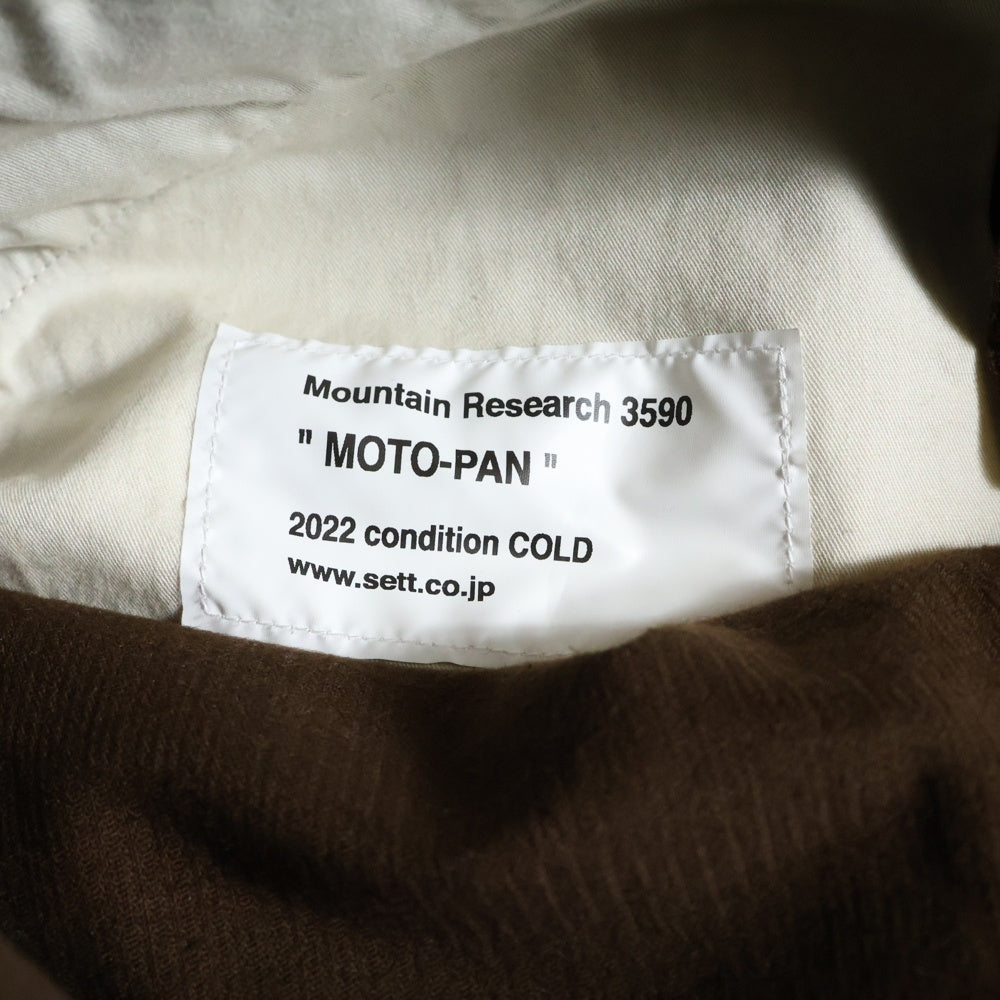 Mountain Research 3590
" MOTO-PAN "
2022 condition COLD
www.sett.co.jp